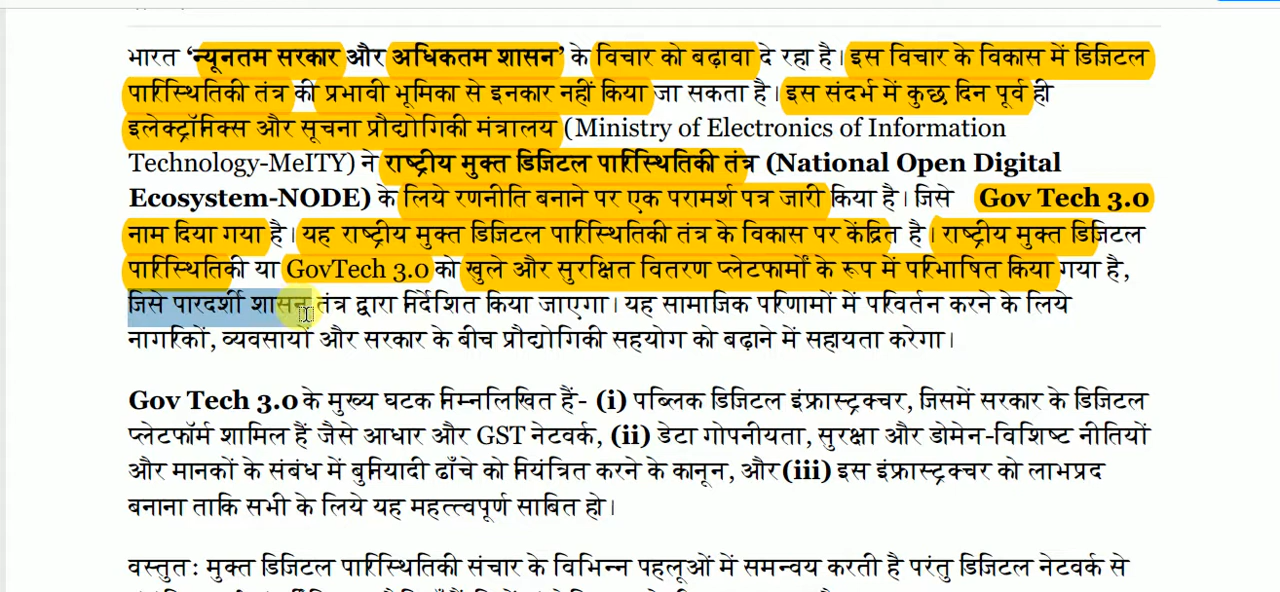 भारत ‘न्यूनतम सरकार और अधिकतम शासन’ के विचार को बढ़ावा दे रहा है। इस विचार के विकास में डिजिटल
पारिस्थितिकी तंत्र की प्रभावी भूमिका से इनकार नहीं किया जा सकता है। इस संदर्भ में कुछ दिन पूर्व ही
इलेक्ट्रॉनिक्स और सूचना प्रौद्योगिकी मंत्रालय (Ministry of Electronics of Information
Technology-MeITY) ने राष्ट्रीय मुक्त डिजिटल पारिस्थितिकी तंत्र (National Open Digital
Ecosystem-NODE) के लिये रणनीति बनाने पर एक परामर्श पत्र जारी किया है। जिसे Gov Tech 3.0
नाम दिया गया है। यह राष्ट्रीय मुक्त डिजिटल पारिस्थितिकी तंत्र के विकास पर केंद्रित है। राष्ट्रीय मुक्त डिजिटल
पारिस्थितिकी या GovTech 3.0 को खुले और सुरक्षित वितरण प्लेटफार्मों के रूप में परिभाषित किया गया है,
जिसे पारदर्शी शासन तंत्र द्वारा निर्देशित किया जाएगा। यह सामाजिक परिणामों में परिवर्तन करने के लिये
नागरिकों, व्यवसायों और सरकार के बीच प्रौद्योगिकी सहयोग को बढ़ाने में सहायता करेगा।
Gov Tech 3.0 के मुख्य घटक निम्नलिखित हैं- (i) पब्लिक डिजिटल इंफ्रास्ट्रक्चर, जिसमें सरकार के डिजिटल
प्लेटफॉर्म शामिल हैं जैसे आधार और GST नेटवर्क, (ii) डेटा गोपनीयता, सुरक्षा और डोमेन-विशिष्ट नीतियों
और मानकों के संबंध में बुनियादी ढाँचे को नियंत्रित करने के कानून, और (iii) इस इंफ्रास्ट्रक्चर को लाभप्रद
बनाना ताकि सभी के लिये यह महत्त्वपूर्ण साबित हो।
वस्तुतः मुक्त डिजिटल पारिस्थितिकी संचार के विभिन्न पहलूओं में समन्वय करती है परंतु डिजिटल नेटवर्क से